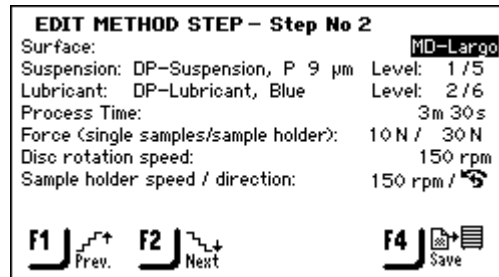 EDIT METHOD STEP – Step No 2
Surface: MD–Largo
Suspension: DP–Suspension, P 9 µm Level: 1/5
Lubricant: DP–Lubricant, Blue Level: 2/6
Process Time: 3m 30s
Force (single samples/sample holder): 10N / 30N
Disc rotation speed: 150 rpm
Sample holder speed / direction: 150 rpm /
F1 Prev. F2 Next F4 Save